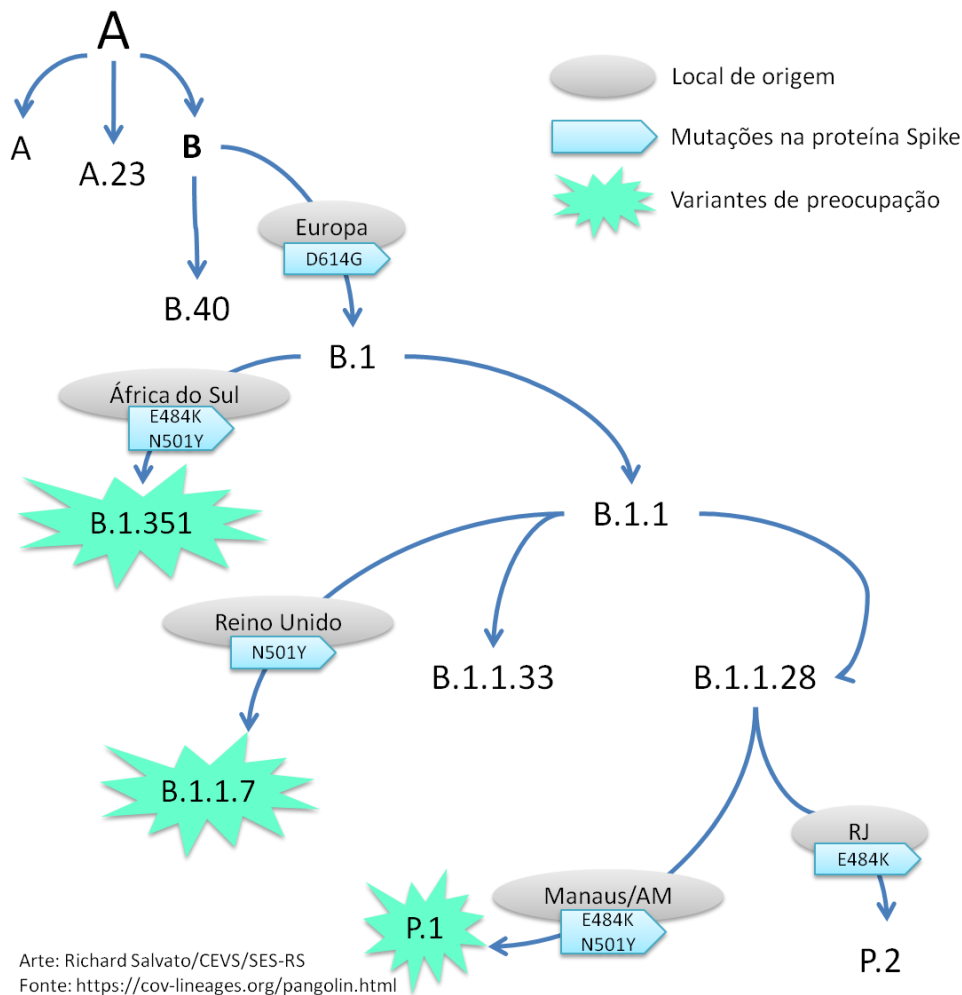 A
Local de origem
A
A.23
B
Mutações na proteína Spike
Variantes de preocupação
Europa
D614G
B.40
B.1
África do Sul
E484K
N501Y
B.1.351
B.1.1
Reino Unido
N501Y
B.1.1.33
B.1.1.28
B.1.1.7
RJ
E484K
Manaus/AM
E484K
N501Y
P.1
P.2
Arte: Richard Salvato/CEVS/SES-RS
Fonte: https://cov-lineages.org/pangolin.html